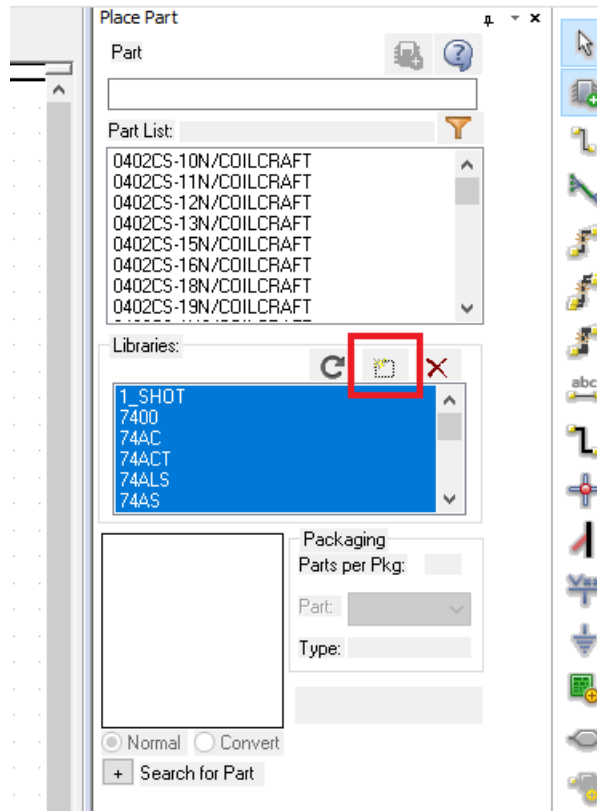 Place Part
Part
Part List:
0402CS-10N/COILCRAFT
0402CS-11N/COILCRAFT
0402CS-12N/COILCRAFT
0402CS-13N/COILCRAFT
0402CS-15N/COILCRAFT
0402CS-16N/COILCRAFT
0402CS-18N/COILCRAFT
0402CS-19N/COILCRAFT
Libraries:
1_SHOT
7400
74AC
74ACT
74ALS
74AS
abc
Packaging
Parts per Pkg:
Part:
Type:
Normal
Convert
+ Search for Part